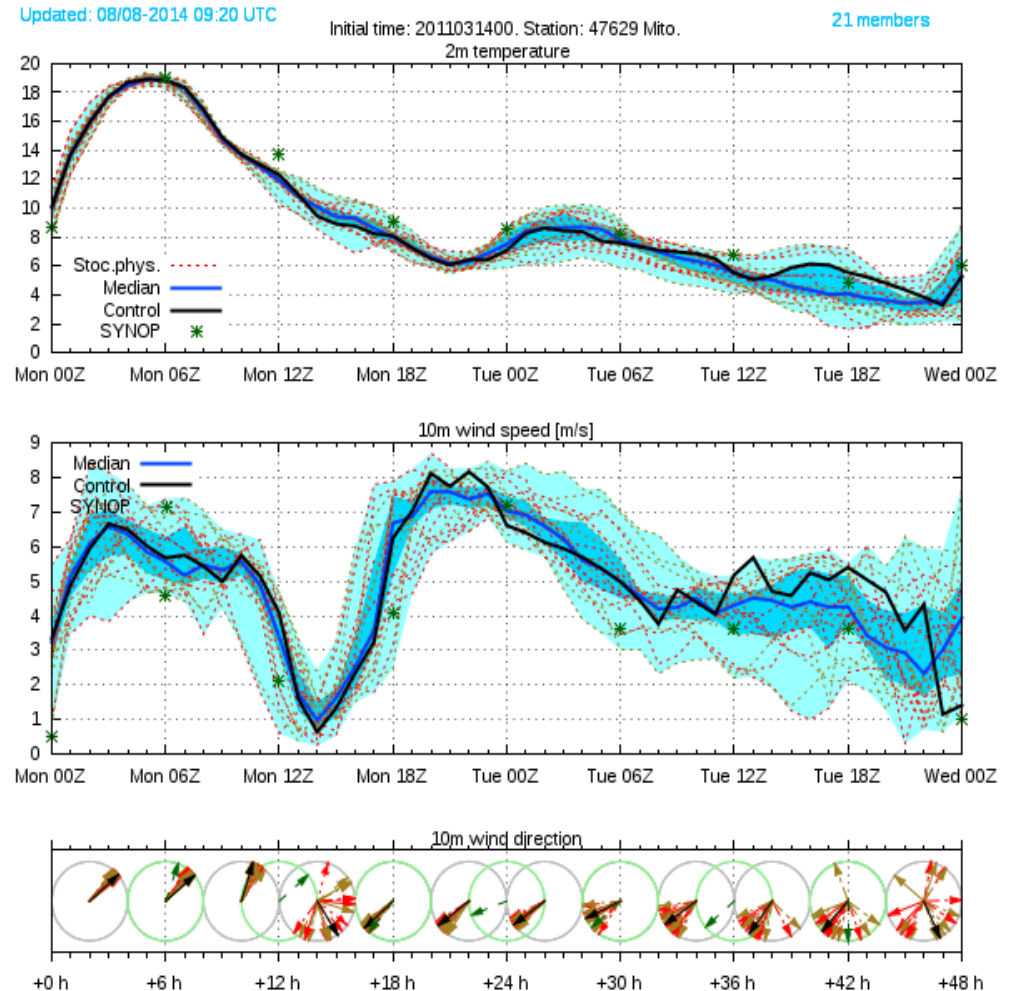 Updated: 08/08-2014 09:20 UTC
Initial time: 2011031400. Station: 47629 Mito.
21 members
2m temperature
20
18
16
14
12
10
8
6
4
2
0
Stoc.phys.
Median
Control
SYNOP
Mon 00Z Mon 06Z Mon 12Z Mon 18Z Tue 00Z Tue 06Z Tue 12Z Tue 18Z Wed 00Z
10m wind speed [m/s]
9
8
7
6
5
4
3
2
1
0
Median
Control
SYNOP
Mon 00Z Mon 06Z Mon 12Z Mon 18Z Tue 00Z Tue 06Z Tue 12Z Tue 18Z Wed 00Z
10m wind direction
+0 h +6 h +12 h +18 h +24 h +30 h +36 h +42 h +48 h